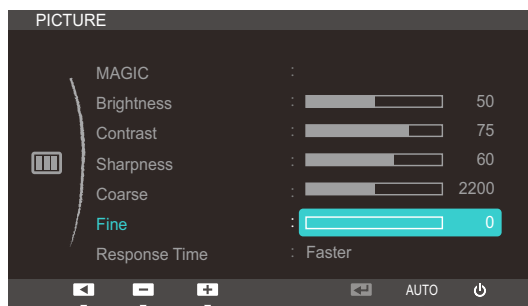 PICTURE
MAGIC :
Brightness : 50
Contrast : 75
Sharpness : 60
Coarse : 2200
Fine : 0
Response Time : Faster
AUTO